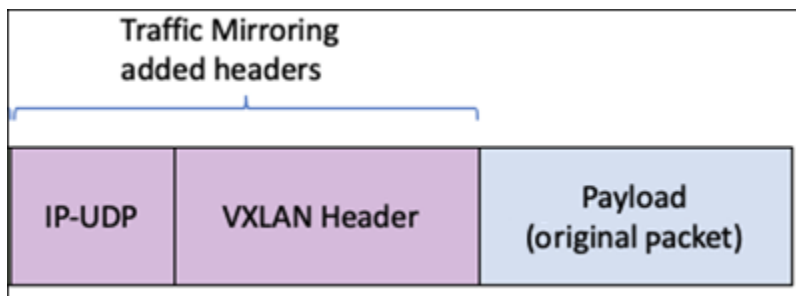 Traffic Mirroring
added headers
IP-UDP
VXLAN Header
Payload
(original packet)